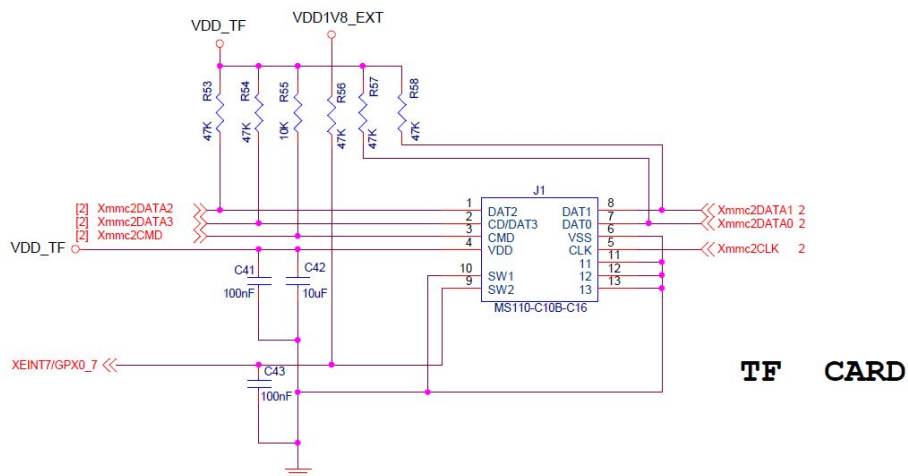 VDD_TF
VDD1V8_EXT
R53
R54
R55
R56
R57
R58
47K
47K
10K
47K
47K
47K
J1
[2] Xmmc2DATA2
[2] Xmmc2DATA3
[2] Xmmc2CMD
VDD_TF
1
2
3
4
10
9
DAT2
CD/DAT3
CMD
VDD
SW1
SW2
DAT1
DAT0
VSS
CLK
11
12
13
8
7
6
5
11
12
13
Xmmc2DATA1 2
Xmmc2DATA0 2
Xmmc2CLK 2
MS110-C10B-C16
C41
100nF
C42
10uF
XEINT7/GPX0_7
C43
100nF
TF CARD